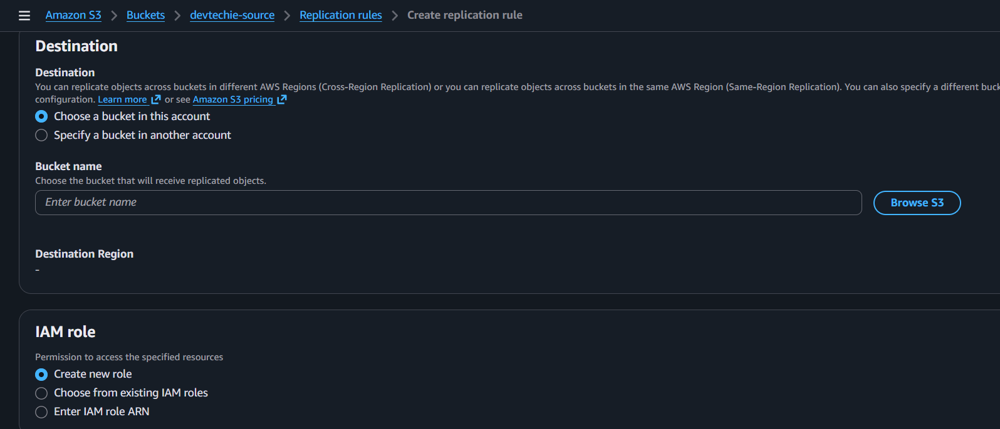 Amazon S3 > Buckets > devtechie-source > Replication rules > Create replication rule
Destination
Destination
You can replicate objects across buckets in different AWS Regions (Cross-Region Replication) or you can replicate objects across buckets in the same AWS Region (Same-Region Replication). You can also specify a different buck
configuration. Learn more or see Amazon S3 pricing
Choose a bucket in this account
Specify a bucket in another account
Bucket name
Choose the bucket that will receive replicated objects.
Enter bucket name
Browse S3
Destination Region
-
IAM role
Permission to access the specified resources
Create new role
Choose from existing IAM roles
Enter IAM role ARN